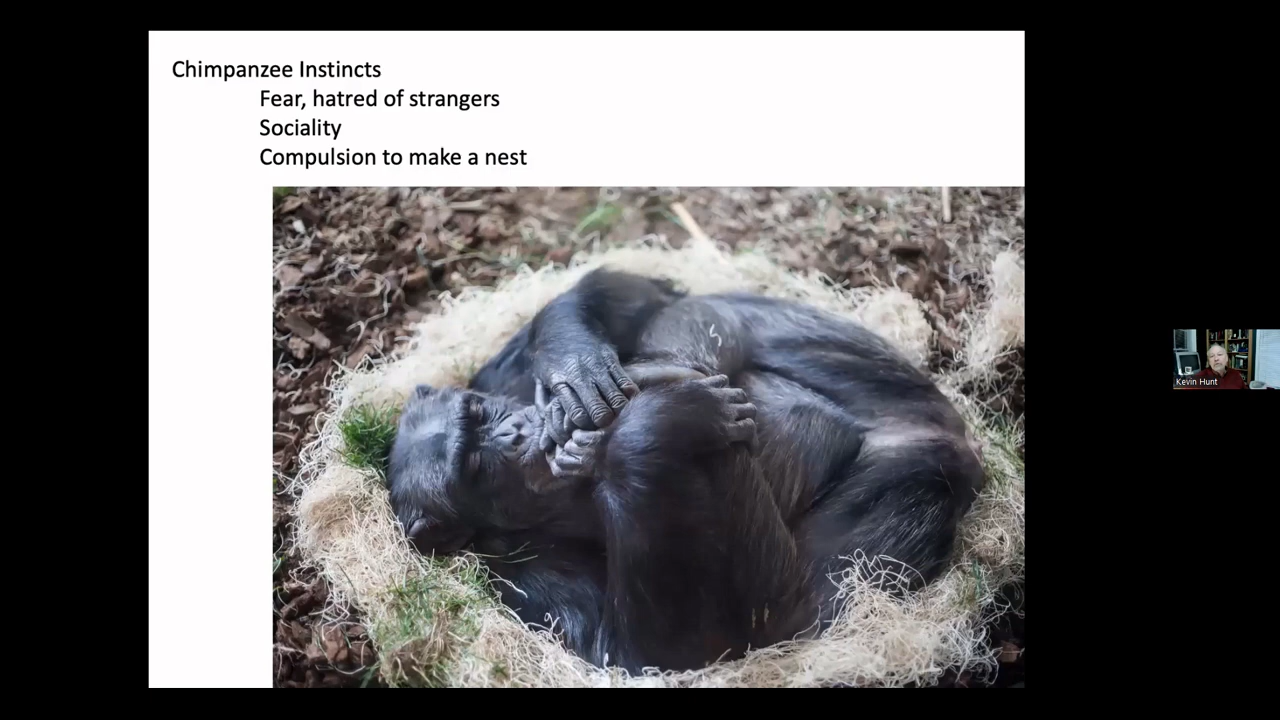 Chimpanzee Instincts
Fear, hatred of strangers
Sociality
Compulsion to make a nest
Kevin Hunt